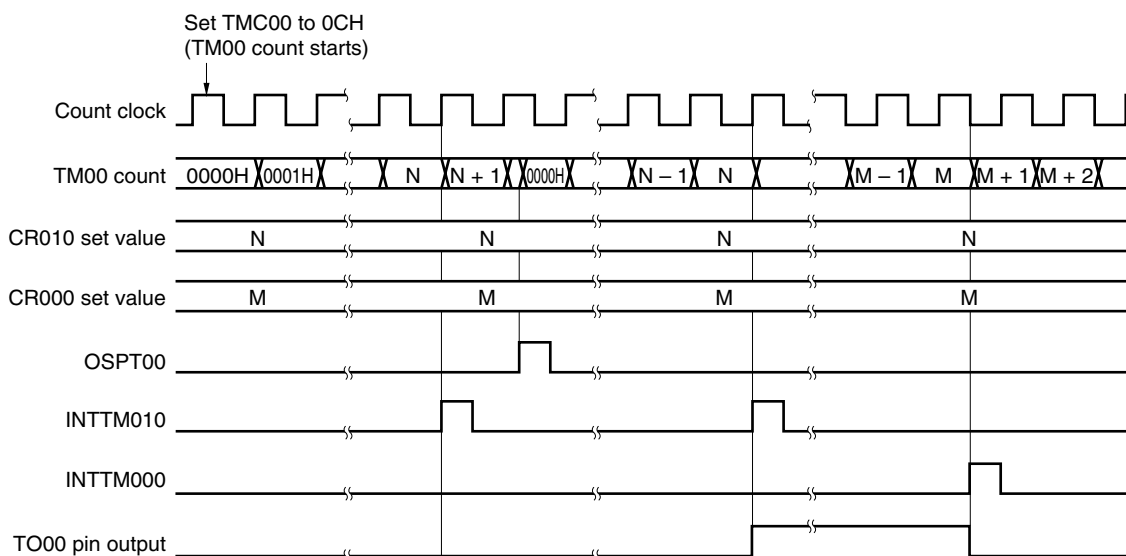 Set TMC00 to 0CH
(TM00 count starts)
Count clock
TM00 count 0000H 0001H N N + 1 0000H N – 1 N M – 1 M M + 1 M + 2
CR010 set value N N N N
CR000 set value M M M M
OSPT00
INTTM010
INTTM000
TO00 pin output